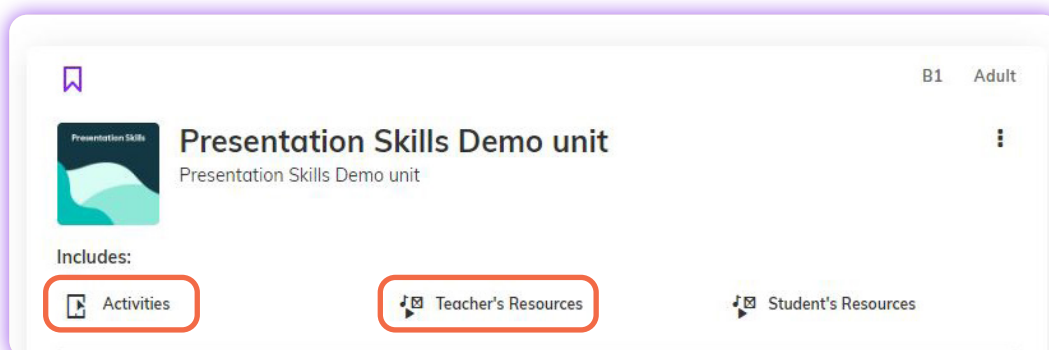 B1 Adult
Presentation Skills
Presentation Skills Demo unit
Presentation Skills Demo unit
Includes:
Activities Teacher's Resources Student's Resources